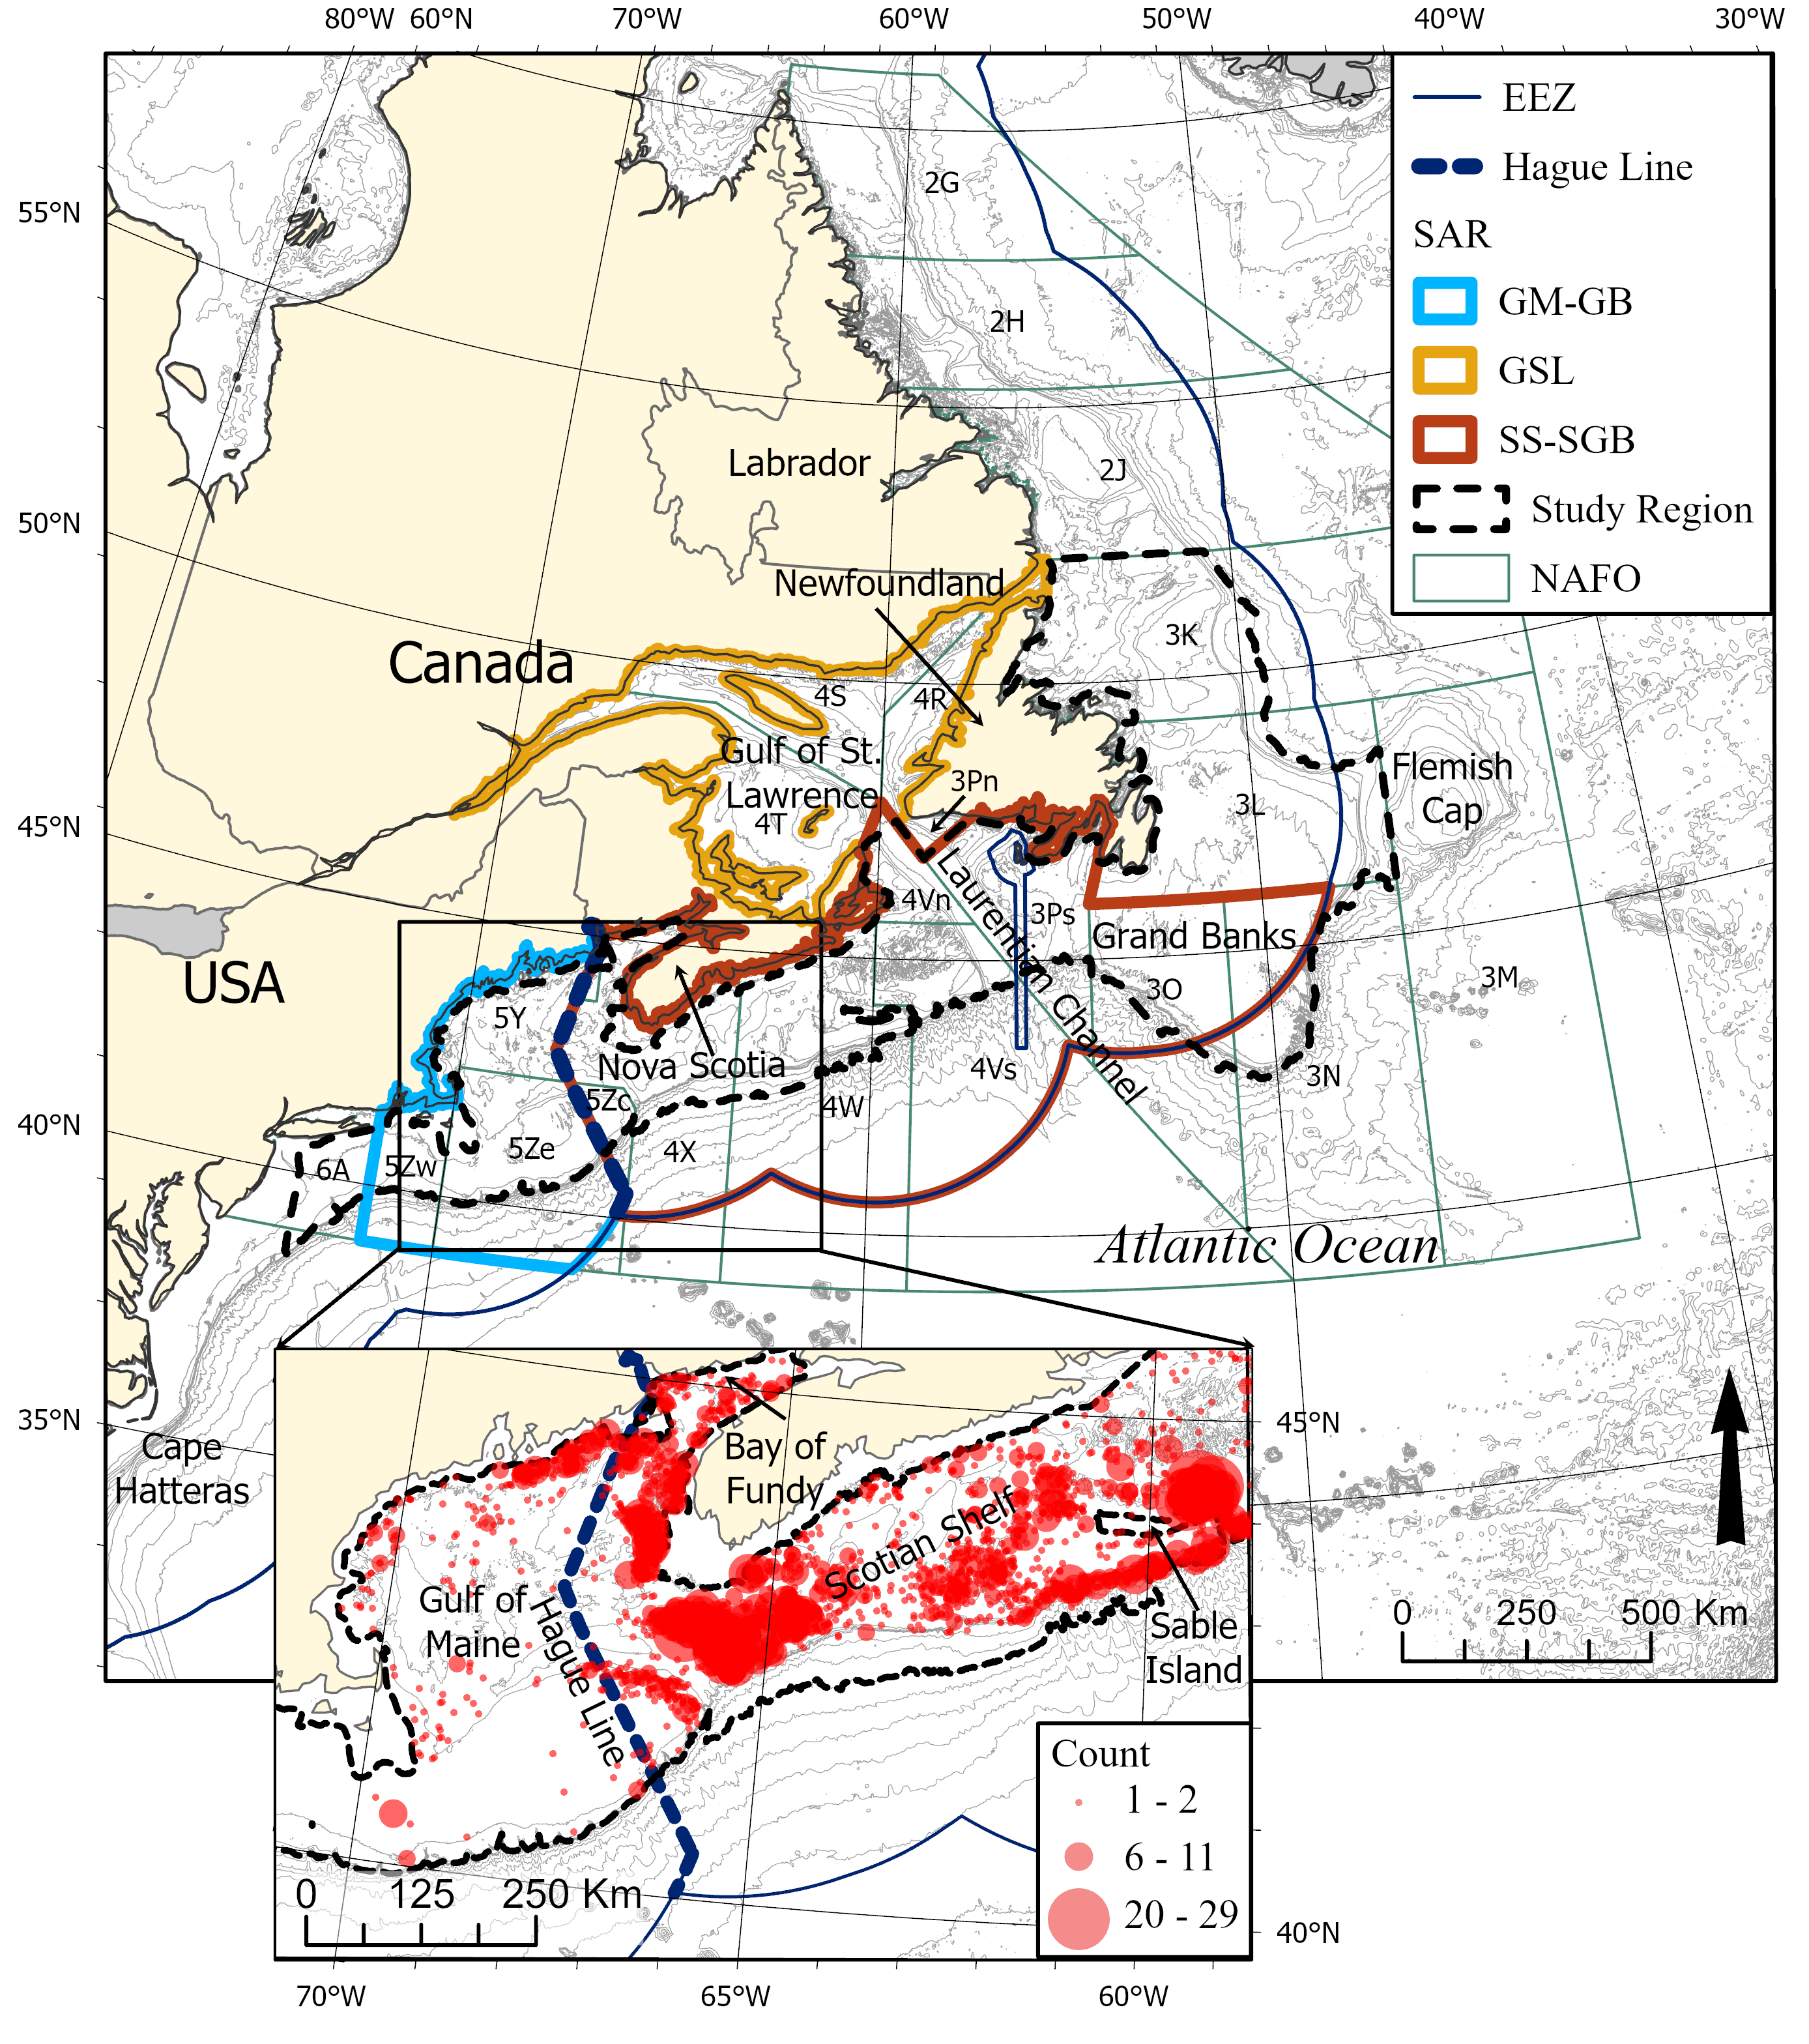 80°W 60°N 70°W 60°W 50°W 40°W 30°W
EEZ
Hague Line
SAR
GM-GB
GSL
SS-SGB
Study Region
NAFO
55°N
50°N
45°N
40°N
35°N
2G
2H
2J
Labrador
Newfoundland
3K
Canada
4S
4R
Gulf of St.
Lawrence
4T
3Pn
3L
Flemish
Cap
4Vn
Laurentian Channel
3Ps
Grand Banks
USA
3O
3M
5Y
Nova Scotia
4Vs
3N
5Zc
4W
5Ze
4X
5Zw
6A
Atlantic Ocean
Cape
Hatteras
Bay of
Fundy
Scotian Shelf
Gulf of
Maine
Hague Line
Sable
Island
45°N
0 250 500 Km
Count
1 - 2
6 - 11
20 - 29
0 125 250 Km
40°N
70°W 65°W 60°W